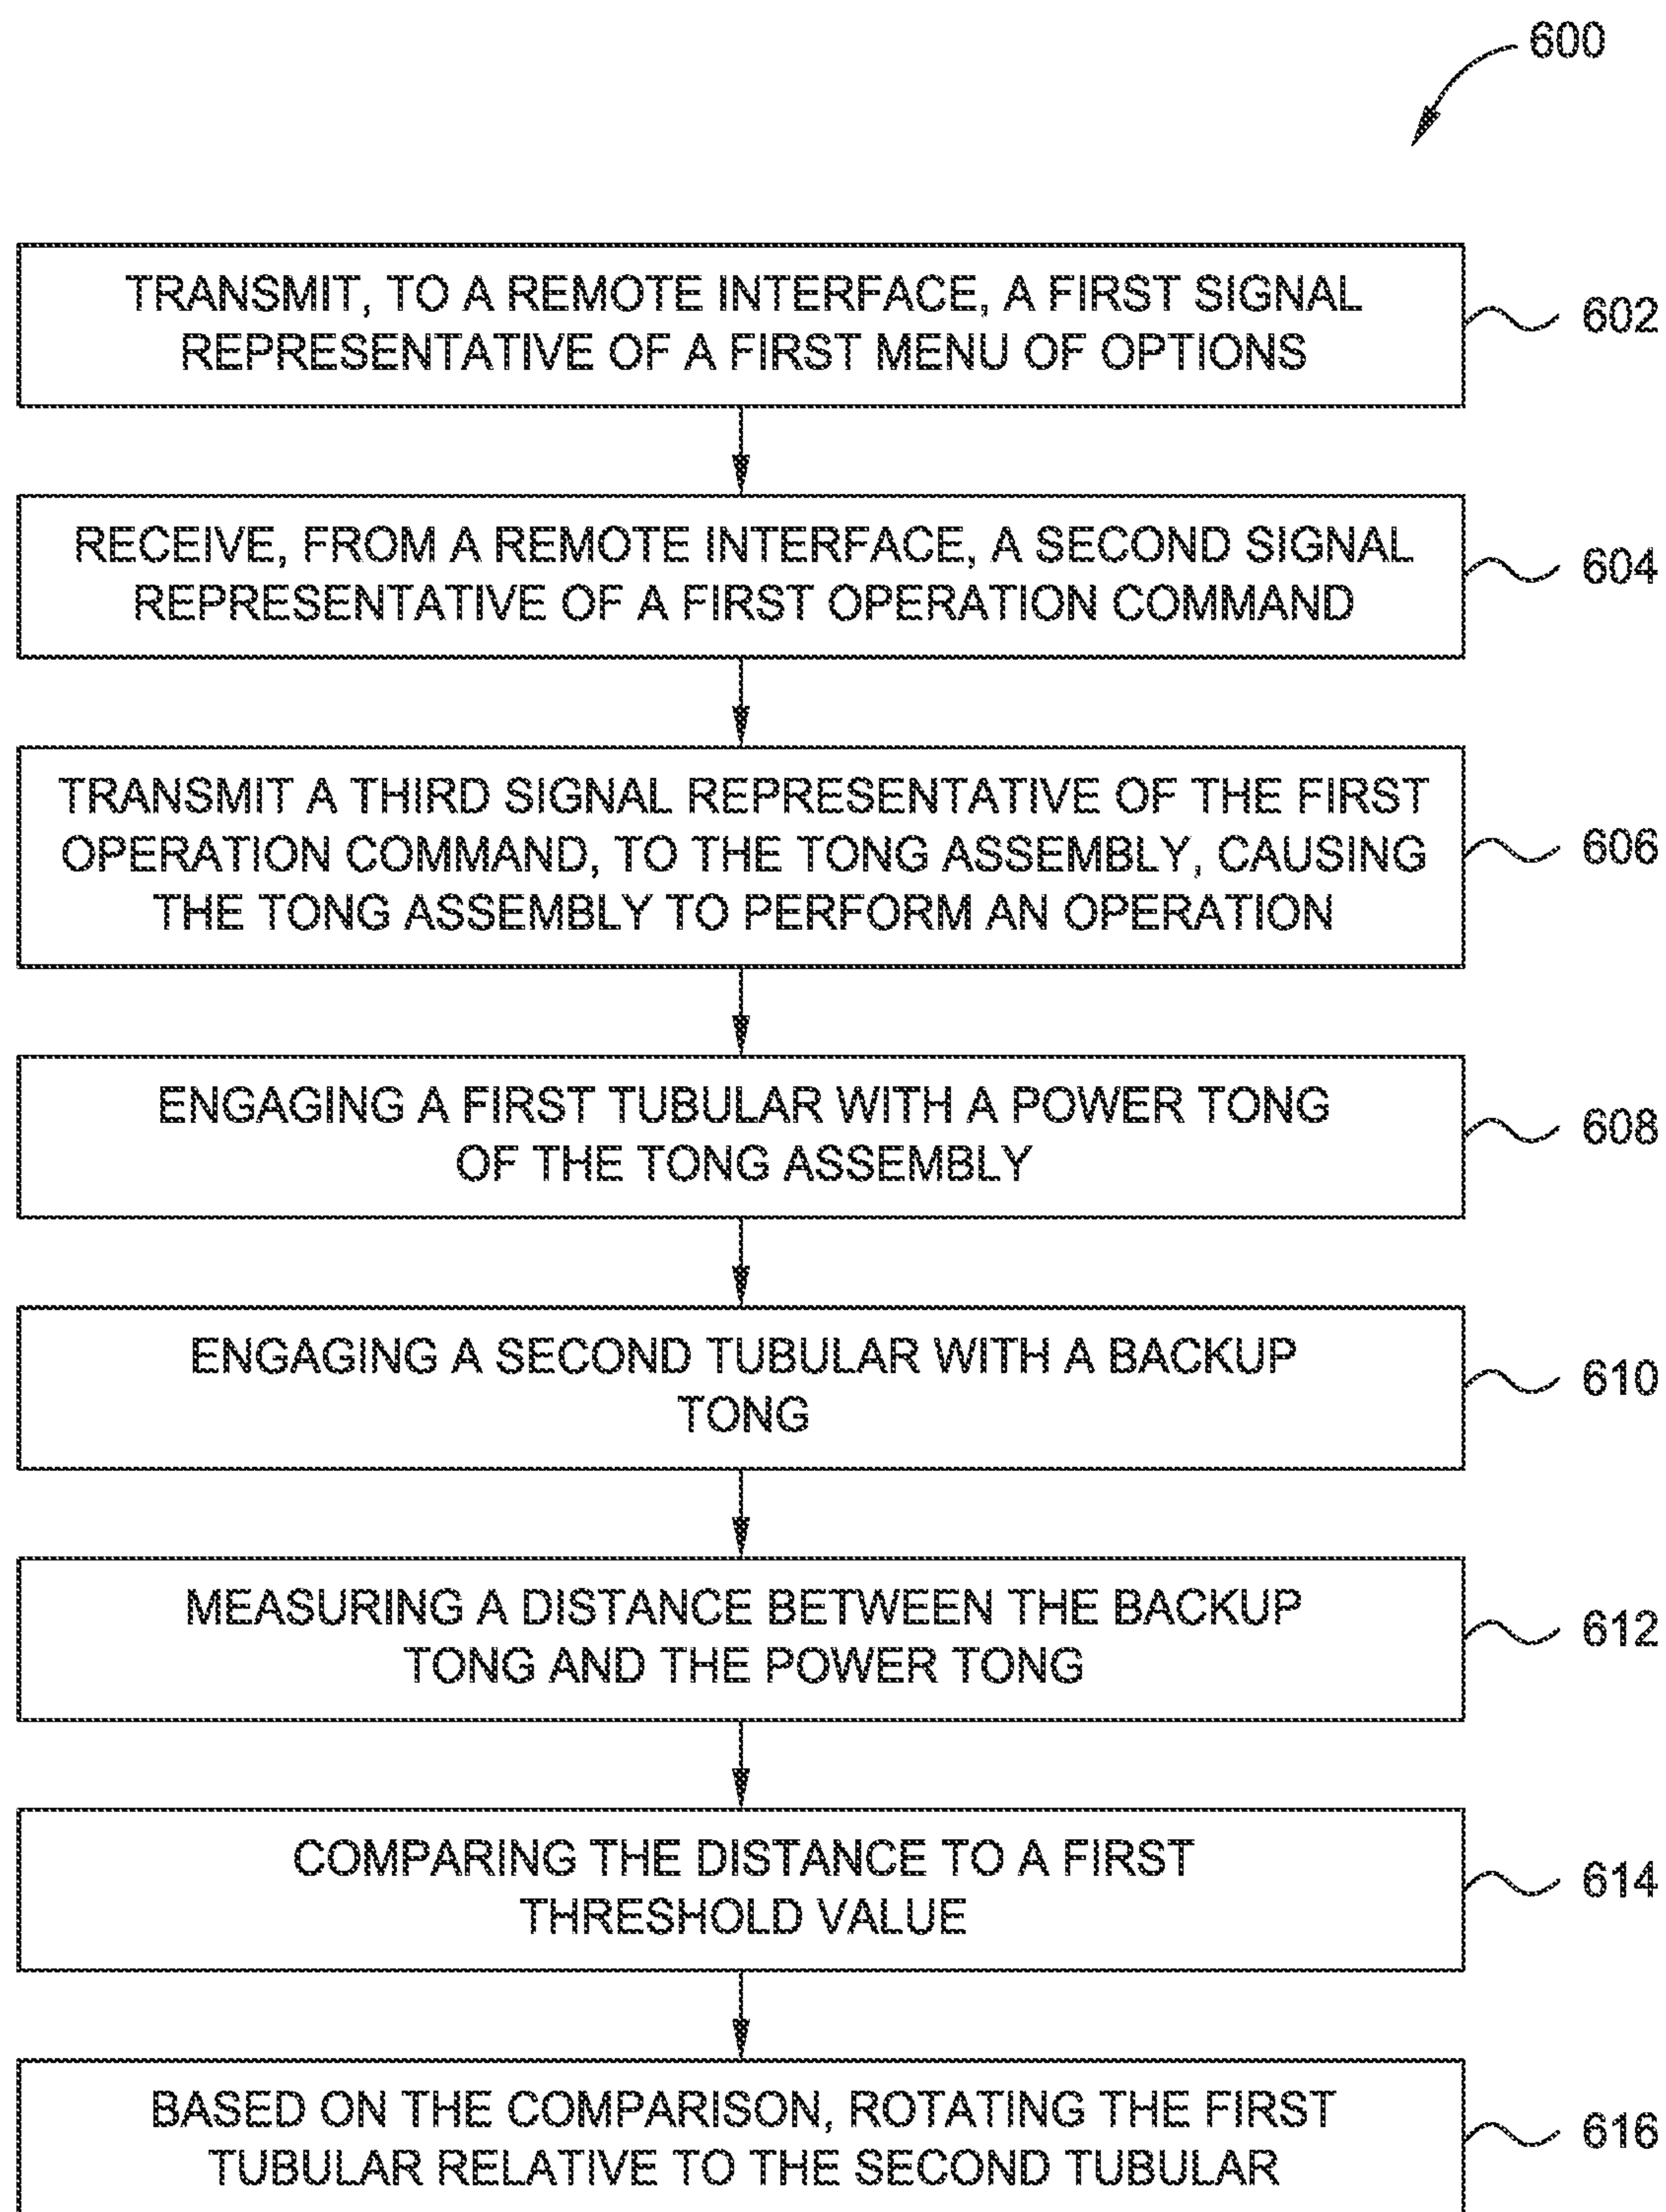 600
TRANSMIT, TO A REMOTE INTERFACE, A FIRST SIGNAL
REPRESENTATIVE OF A FIRST MENU OF OPTIONS
602
RECEIVE, FROM A REMOTE INTERFACE, A SECOND SIGNAL
REPRESENTATIVE OF A FIRST OPERATION COMMAND
604
TRANSMIT A THIRD SIGNAL REPRESENTATIVE OF THE FIRST
OPERATION COMMAND, TO THE TONG ASSEMBLY, CAUSING
THE TONG ASSEMBLY TO PERFORM AN OPERATION
606
ENGAGING A FIRST TUBULAR WITH A POWER TONG
OF THE TONG ASSEMBLY
608
ENGAGING A SECOND TUBULAR WITH A BACKUP
TONG
610
MEASURING A DISTANCE BETWEEN THE BACKUP
TONG AND THE POWER TONG
612
COMPARING THE DISTANCE TO A FIRST
THRESHOLD VALUE
614
BASED ON THE COMPARISON, ROTATING THE FIRST
TUBULAR RELATIVE TO THE SECOND TUBULAR
616